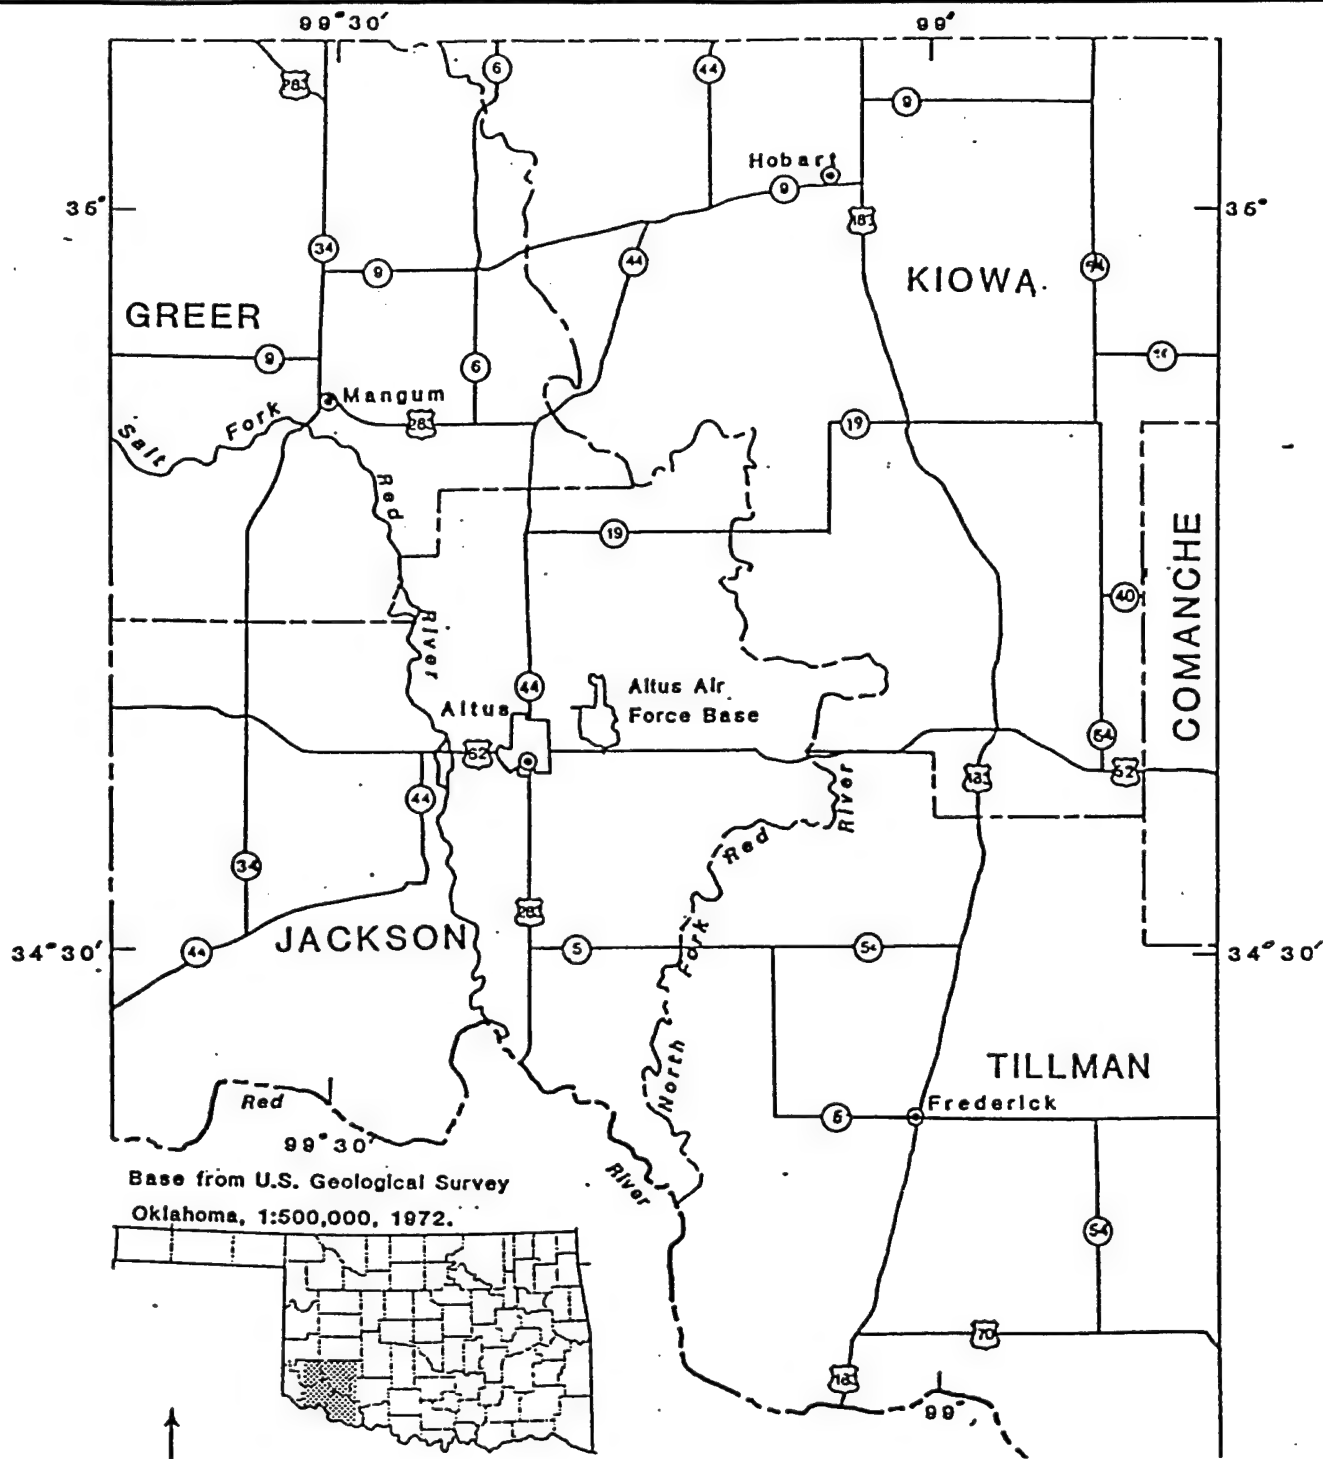 99°30′
99°
283
6
44
9
Hobart
9
35°
183
35°
34
44
9
KIOWA
GREER
9
6
Mangum
283
19
Salt
Fork
Red
19
COMANCHE
40
River
44
Altus Air
Force Base
Altus
62
54
62
183
44
River
Red
34
283
JACKSON
34°30′
44
5
54
34°30′
Fork
North
TILLMAN
Red
Frederick
5
99°30′
River
Base from U.S. Geological Survey
Oklahoma, 1:500,000, 1972.
54
70
183
99°